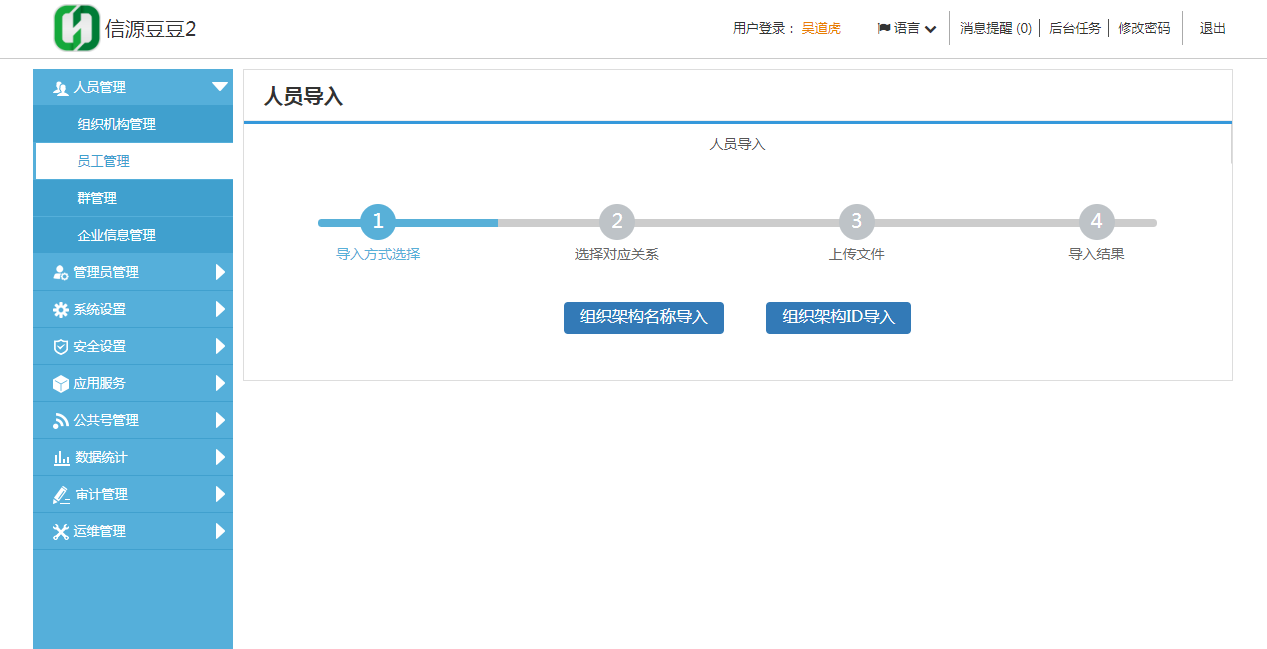 信源豆豆2
用户登录： 吴道虎 语言 消息提醒 (0) 后台任务 修改密码 退出
人员管理
组织机构管理
员工管理
群管理
企业信息管理
管理员管理
系统设置
安全设置
应用服务
公共号管理
数据统计
审计管理
运维管理
人员导入
人员导入
1 2 3 4
导入方式选择 选择对应关系 上传文件 导入结果
组织架构名称导入 组织架构ID导入